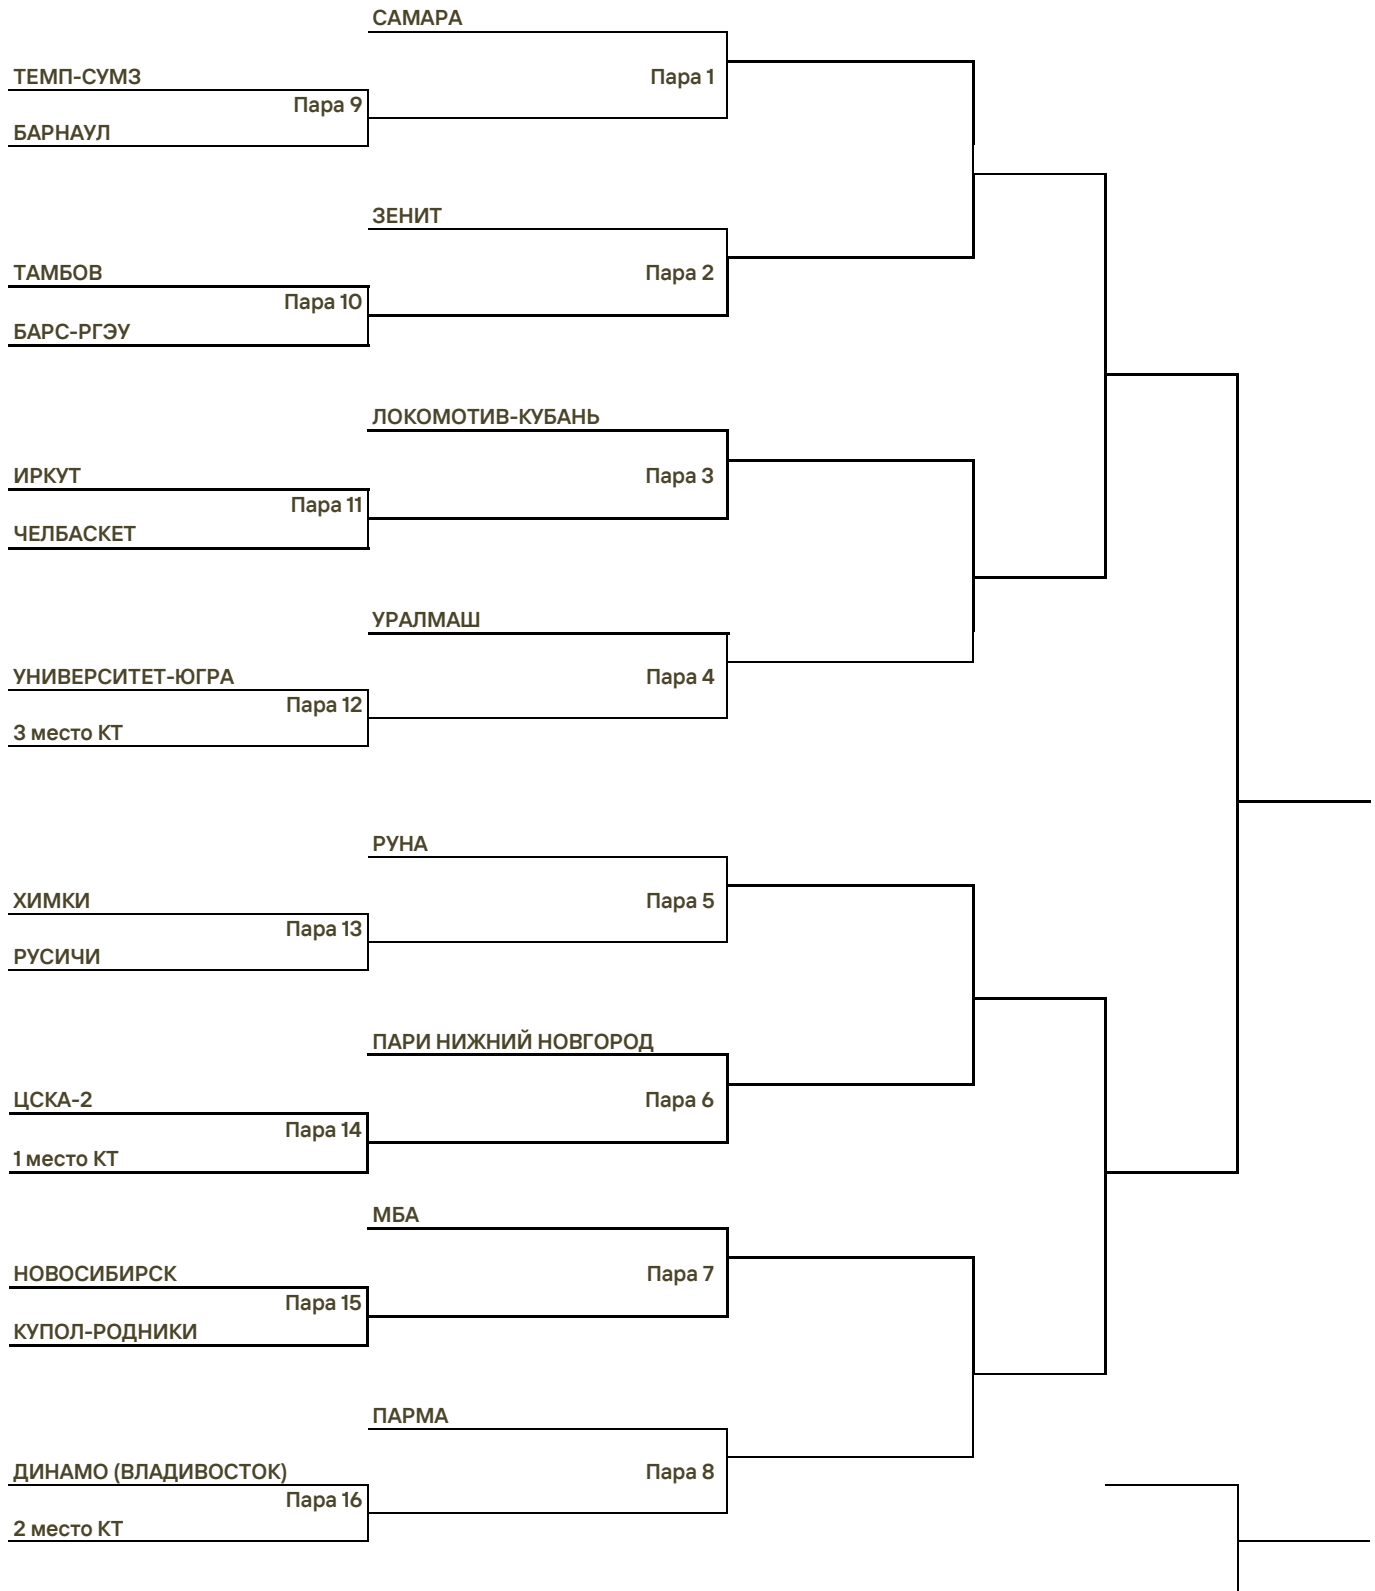 САМАРА
ТЕМП-СУМЗ
Пара 1
Пара 9
БАРНАУЛ
ЗЕНИТ
ТАМБОВ
Пара 2
Пара 10
БАРС-РГЭУ
ЛОКОМОТИВ-КУБАНЬ
ИРКУТ
Пара 3
Пара 11
ЧЕЛБАСКЕТ
УРАЛМАШ
УНИВЕРСИТЕТ-ЮГРА
Пара 4
Пара 12
3 место КТ
РУНА
ХИМКИ
Пара 5
Пара 13
РУСИЧИ
ПАРИ НИЖНИЙ НОВГОРОД
ЦСКА-2
Пара 6
Пара 14
1 место КТ
МБА
НОВОСИБИРСК
Пара 7
Пара 15
КУПОЛ-РОДНИКИ
ПАРМА
ДИНАМО (ВЛАДИВОСТОК)
Пара 8
Пара 16
2 место КТ